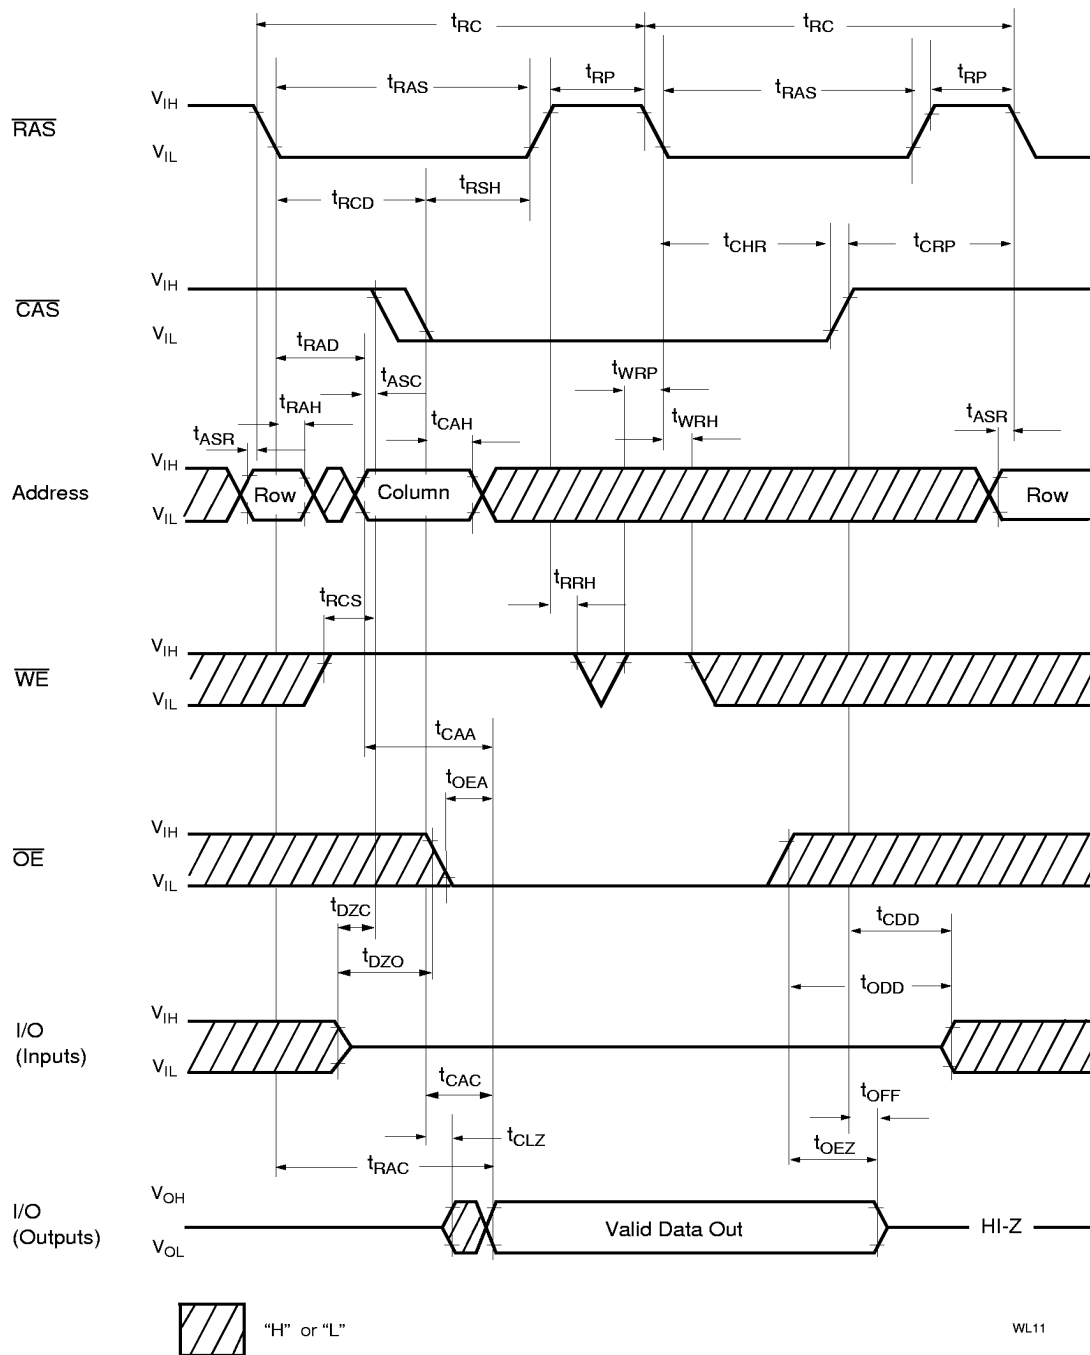 tRC tRC
tRAS tRP tRAS tRP
RAS VIH
VIL
tRCD tRSH
tCHR tCRP
CAS VIH
VIL
tRAD
tASC tWRP
tRAH tCAH tWRH
tASR tASR
Address VIH
Row Column Row
VIL
tRRH
tRCS
WE VIH
VIL
tCAA
tOEA
OE VIH
VIL
tDZC tCDD
tDZO tODD
I/O
(Inputs)
VIH
VIL
tCAC tOFF
tCLZ tOEZ
tRAC
I/O
(Outputs)
VOH
Valid Data Out HI-Z
VOL
“H” or “L”
WL11